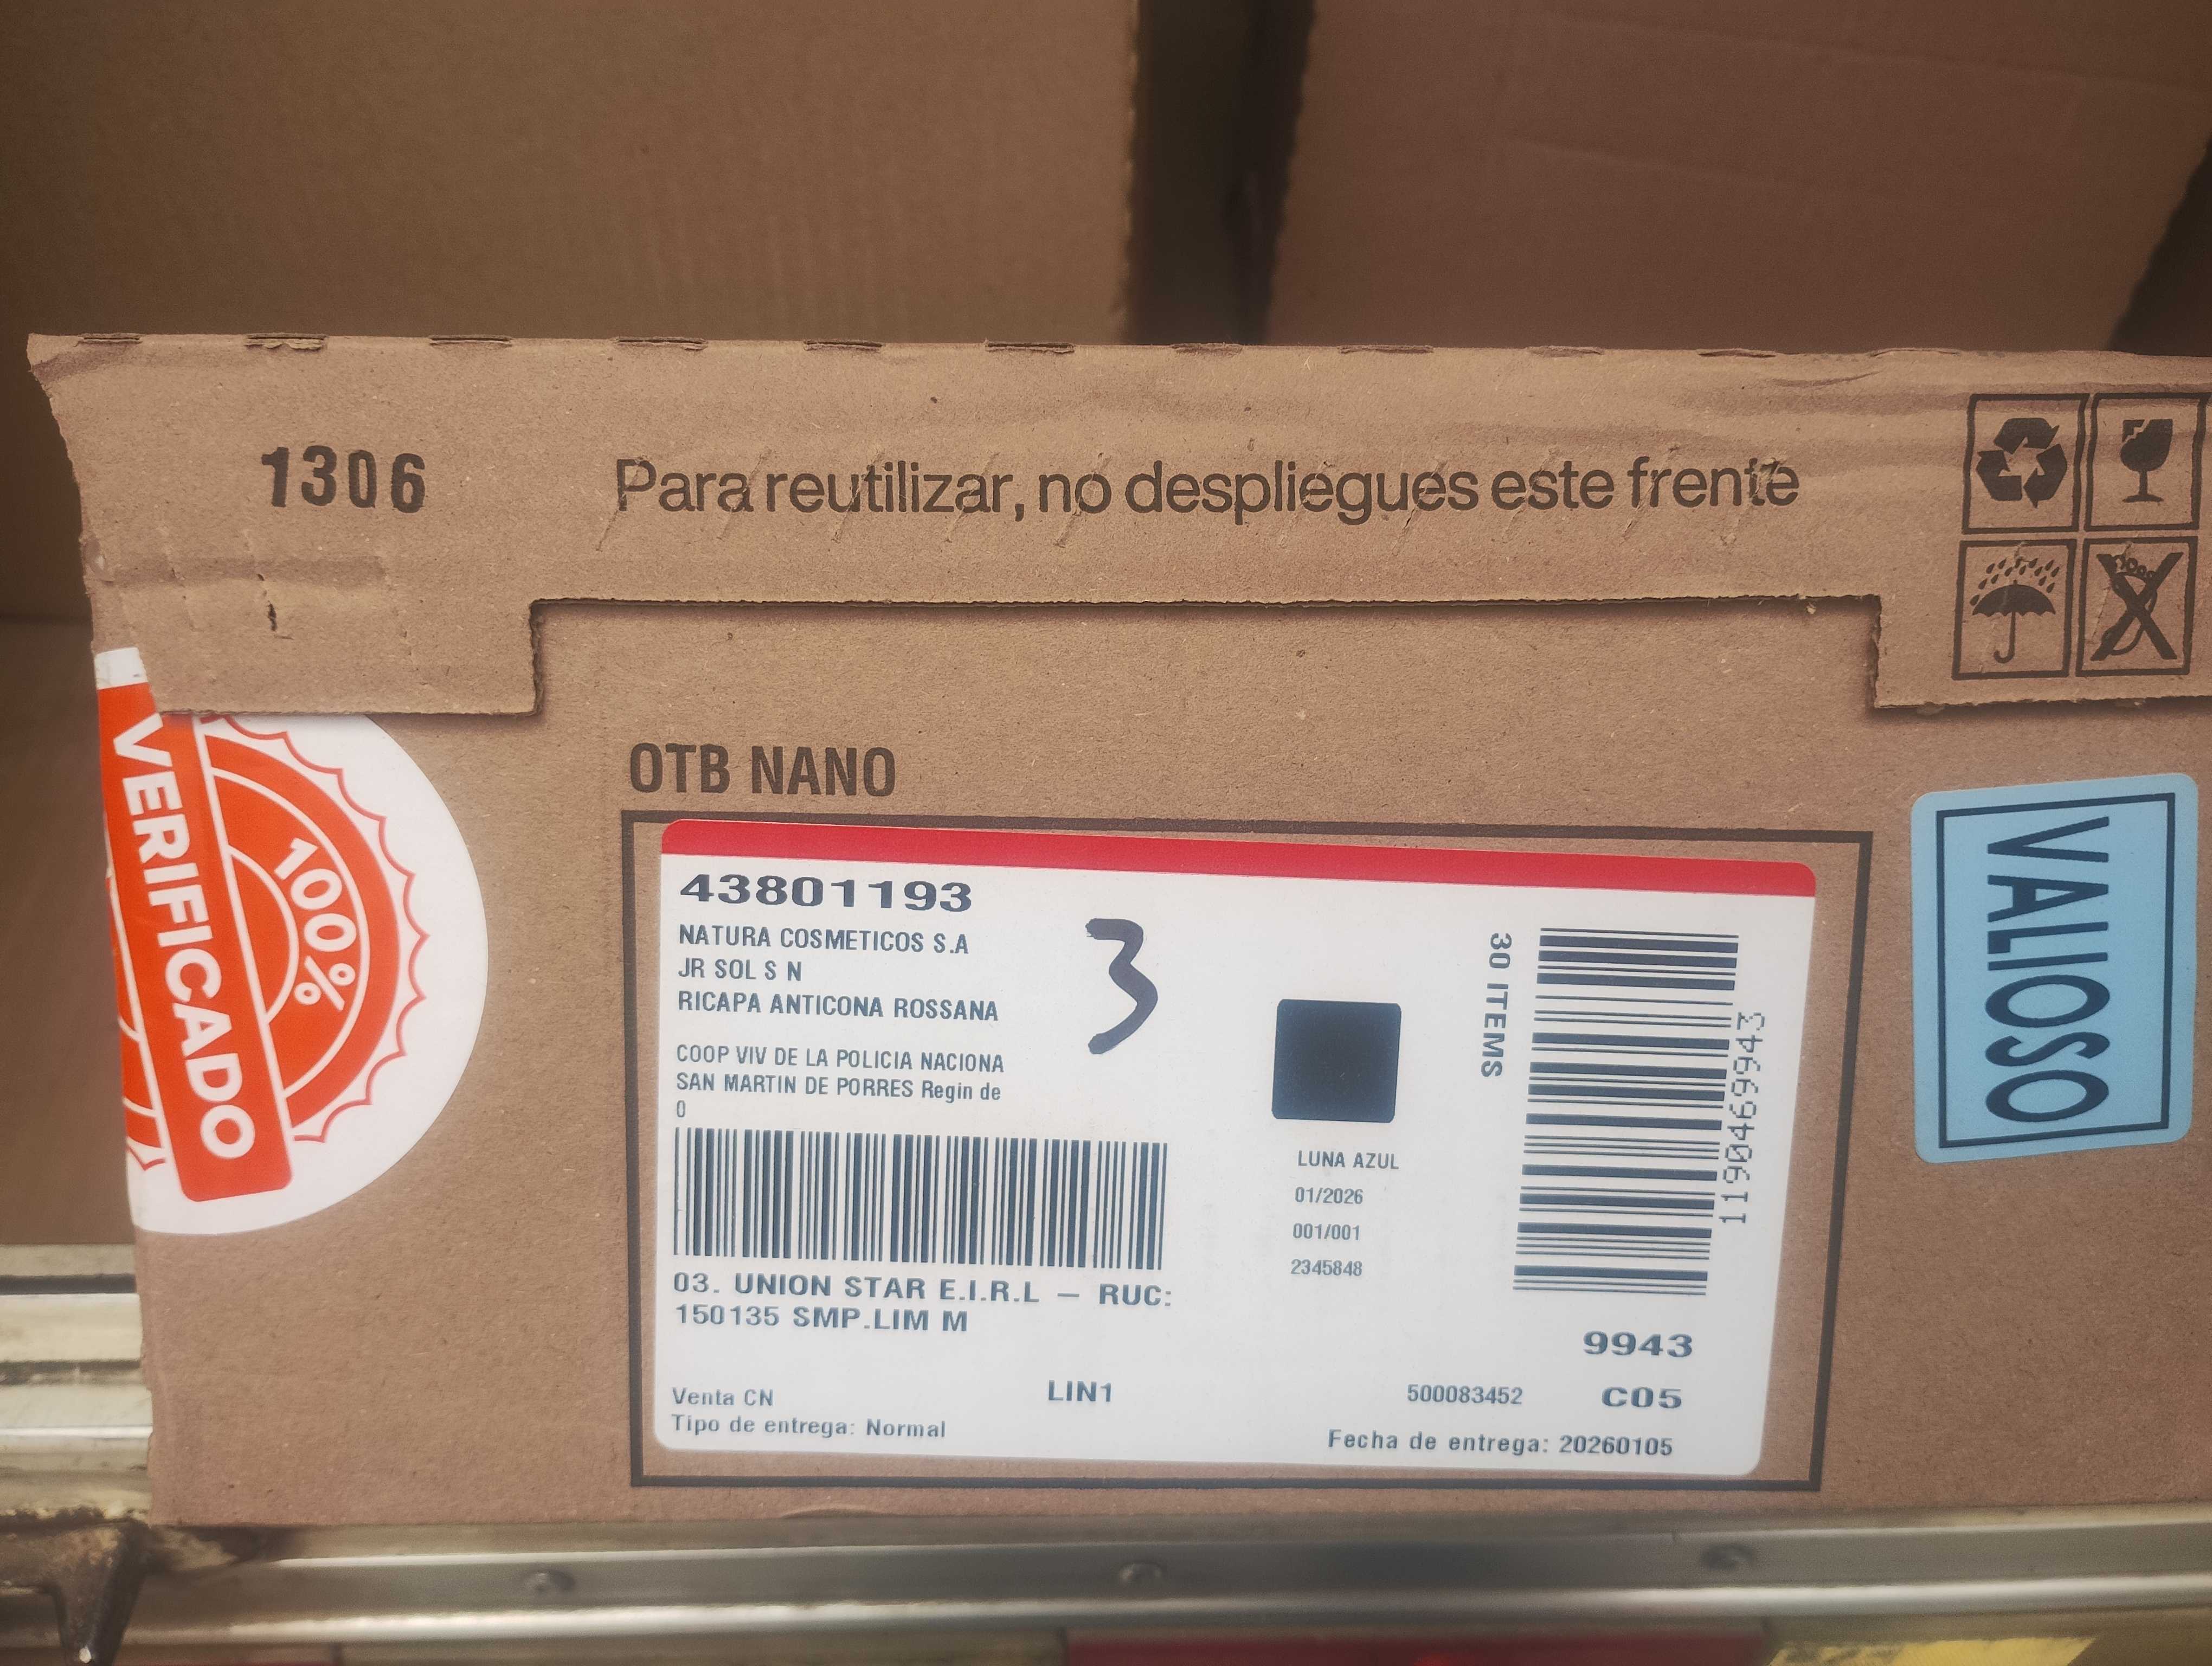 1306
Para reutilizar, no despliegues este frente
OTB NANO
VERIFICADO
100%
VALIOSO
43801193
NATURA COSMETICOS S.A
JR SOL S N
RICAPA ANTICONA ROSSANA
3
COOP VIV DE LA POLICIA NACIONA
SAN MARTIN DE PORRES Regin de
0
03. UNION STAR E.I.R.L – RUC:
150135 SMP.LIM M
Venta CN
Tipo de entrega: Normal
LIN1
LUNA AZUL
01/2026
001/001
2345848
30 ITEMS
1190469943
9943
500083452 C05
Fecha de entrega: 20260105